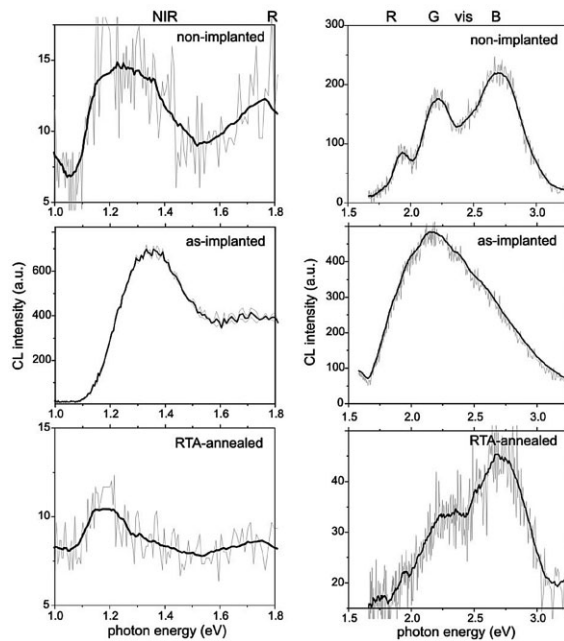 NIR R
R G vis B
non-implanted
15
10
5
1.0 1.2 1.4 1.6 1.8
non-implanted
300
200
100
0
1.5 2.0 2.5 3.0
CL intensity (a.u.)
as-implanted
600
400
200
1.0 1.2 1.4 1.6 1.8
CL intensity (a.u.)
as-implanted
500
400
300
200
100
0
1.5 2.0 2.5 3.0
RTA-annealed
15
10
5
1.0 1.2 1.4 1.6 1.8
photon energy (eV)
RTA-annealed
40
30
20
1.5 2.0 2.5 3.0
photon energy (eV)